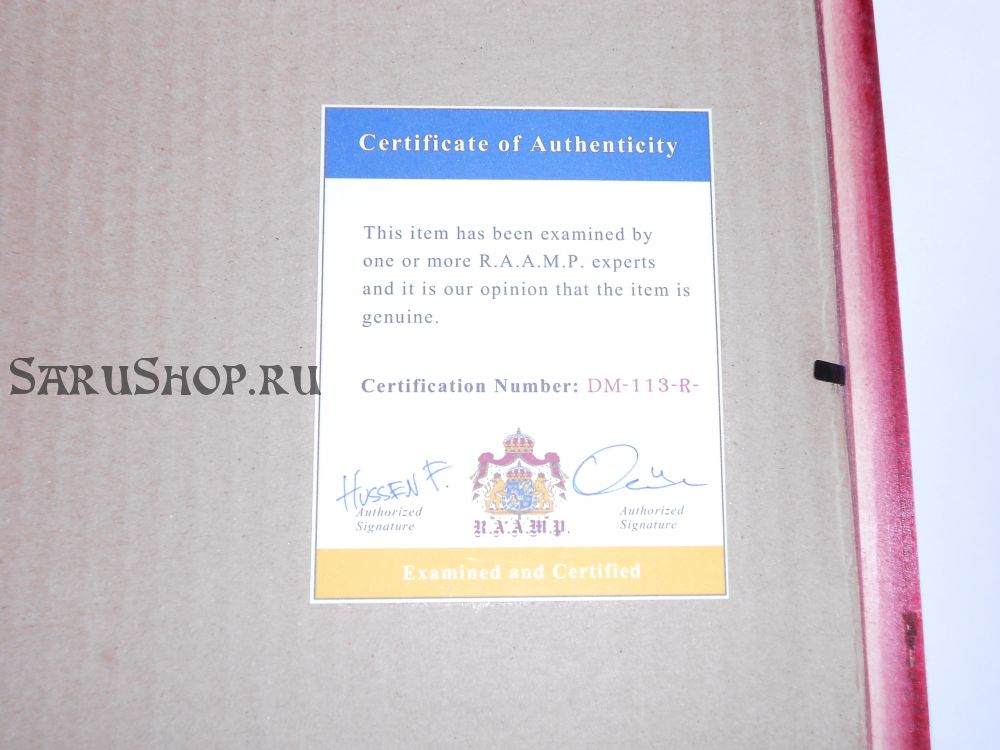 Certificate of Authenticity
This item has been examined by
one or more R.A.A.M.P. experts
and it is our opinion that the item is
genuine.
SARUSHOP.RU
Certification Number: DM-113-R-
HUSSEN F.
Authorized
Signature
R.A.A.M.P.
Authorized
Signature
Examined and Certified